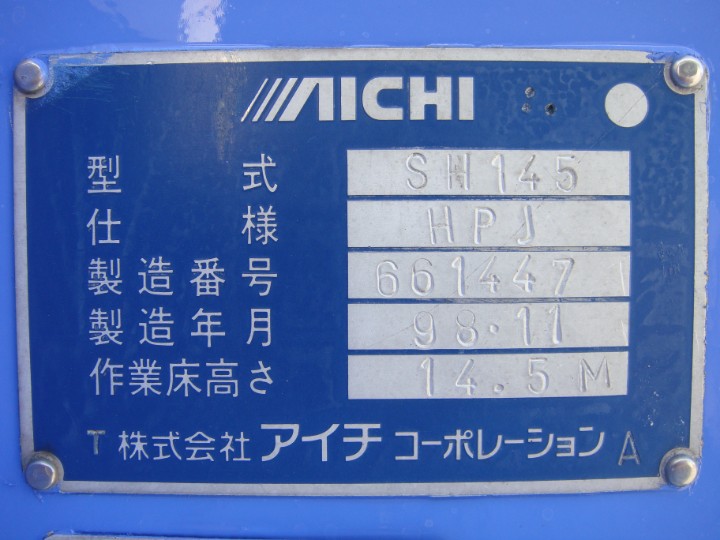 AICHI
型式 SH145
仕様 HPJ
製造番号 661447
製造年月 98・11
作業床高さ 14.5M
T 株式会社 アイチ コーポレーション A